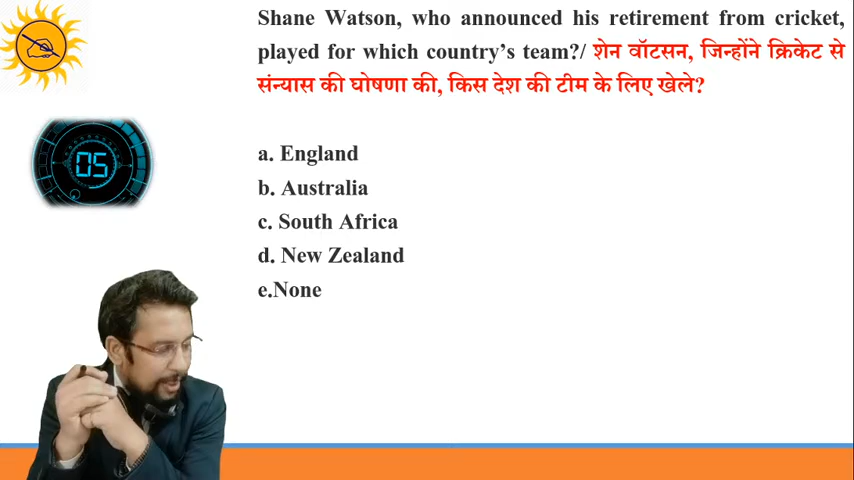 Shane Watson, who announced his retirement from cricket,
played for which country's team?/ शेन वॉटसन, जिन्होंने क्रिकेट से
संन्यास की घोषणा की, किस देश की टीम के लिए खेले?
05
a. England
b. Australia
c. South Africa
d. New Zealand
e.None